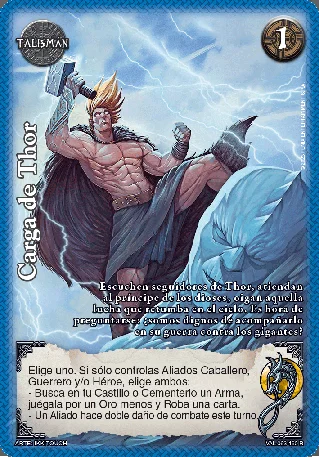 TALISMAN
1
Carga de Thor
Escuchen seguidores de Thor, atiendan
al príncipe de los dioses, oigan aquella
lucha que retumba en el cielo. Es hora de
preguntarse: ¿somos dignos de acompañarlo
en su guerra contra los gigantes?
Elige uno. Si sólo controlas Aliados Caballero,
Guerrero y/o Héroe, elige ambos:
- Busca en tu Castillo o Cementerio un Arma,
juégala por un Oro menos y Roba una carta.
- Un Aliado hace doble daño de combate este turno.